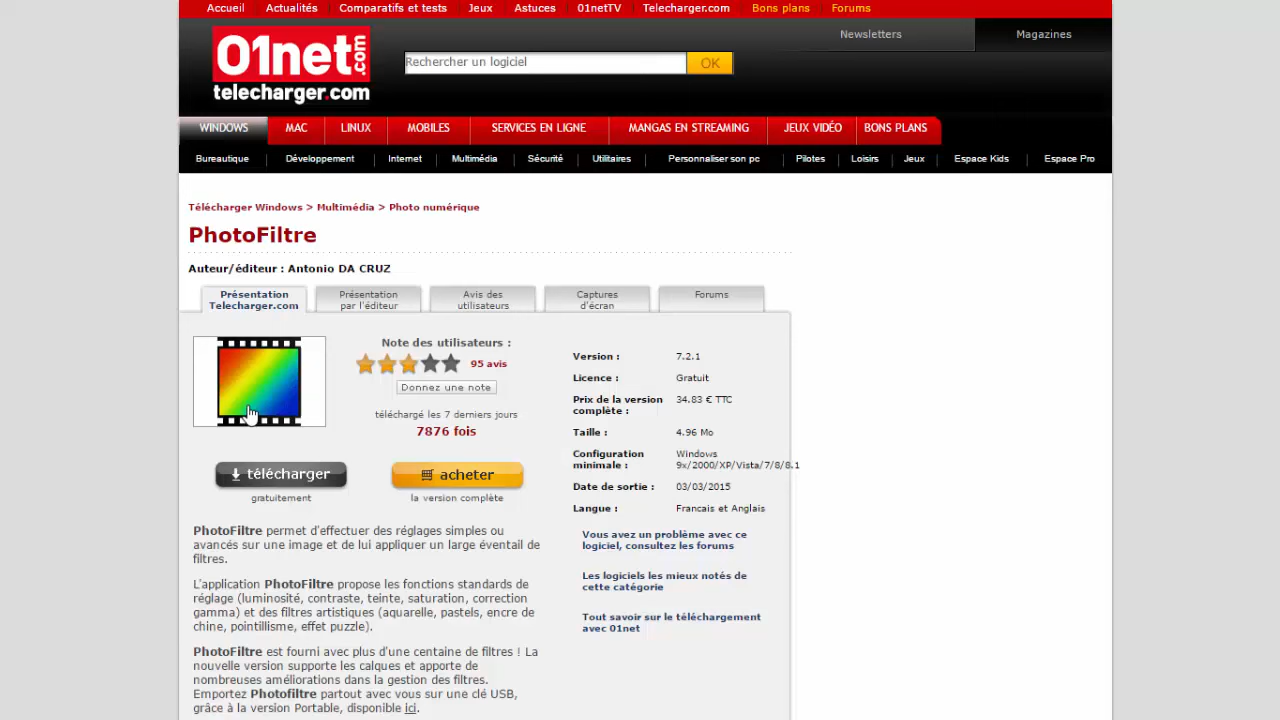 Accueil Actualités Comparatifs et tests Jeux Astuces 01netTV Telecharger.com Bons plans Forums
Newsletters Magazines
01net.com
telecharger.com
Rechercher un logiciel OK
WINDOWS MAC LINUX MOBILES SERVICES EN LIGNE MANGAS EN STREAMING JEUX VIDÉO BONS PLANS
Bureautique Développement Internet Multimédia Sécurité Utilitaires Personnaliser son pc Pilotes Loisirs Jeux Espace Kids Espace Pro
Télécharger Windows > Multimédia > Photo numérique
PhotoFiltre
Auteur/éditeur : Antonio DA CRUZ
Présentation
Telecharger.com
Présentation
par l'éditeur
Avis des
utilisateurs
Captures
d'écran
Forums
Note des utilisateurs :
95 avis
Donnez une note
téléchargé les 7 derniers jours
7876 fois
télécharger
gratuitement
acheter
la version complète
Version : 7.2.1
Licence : Gratuit
Prix de la version
complète : 34.83 € TTC
Taille : 4.96 Mo
Configuration
minimale : Windows
9x/2000/XP/Vista/7/8/8.1
Date de sortie : 03/03/2015
Langue : Francais et Anglais
Vous avez un problème avec ce
logiciel, consultez les forums
Les logiciels les mieux notés de
cette catégorie
Tout savoir sur le téléchargement
avec 01net
PhotoFiltre permet d'effectuer des réglages simples ou
avancés sur une image et de lui appliquer un large éventail de
filtres.
L'application PhotoFiltre propose les fonctions standards de
réglage (luminosité, contraste, teinte, saturation, correction
gamma) et des filtres artistiques (aquarelle, pastels, encre de
chine, pointillisme, effet puzzle).
PhotoFiltre est fourni avec plus d'une centaine de filtres ! La
nouvelle version supporte les calques et apporte de
nombreuses améliorations dans la gestion des filtres.
Emportez Photofiltre partout avec vous sur une clé USB,
grâce à la version Portable, disponible ici.